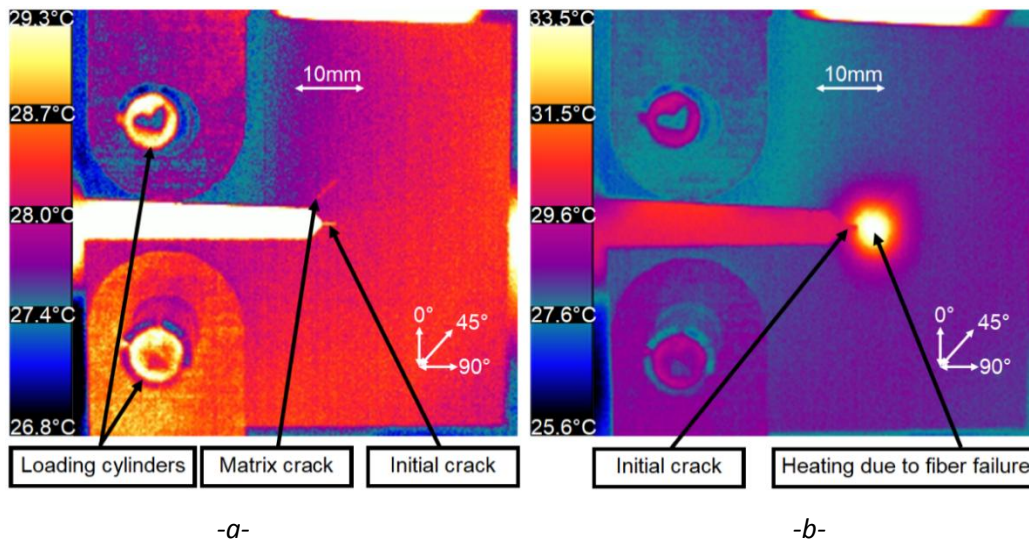 29.3°C
28.7°C
28.0°C
27.4°C
26.8°C
10mm
0°
45°
90°
Loading cylinders
Matrix crack
Initial crack
-a-
33.5°C
31.5°C
29.6°C
27.6°C
25.6°C
10mm
0°
45°
90°
Initial crack
Heating due to fiber failure
-b-